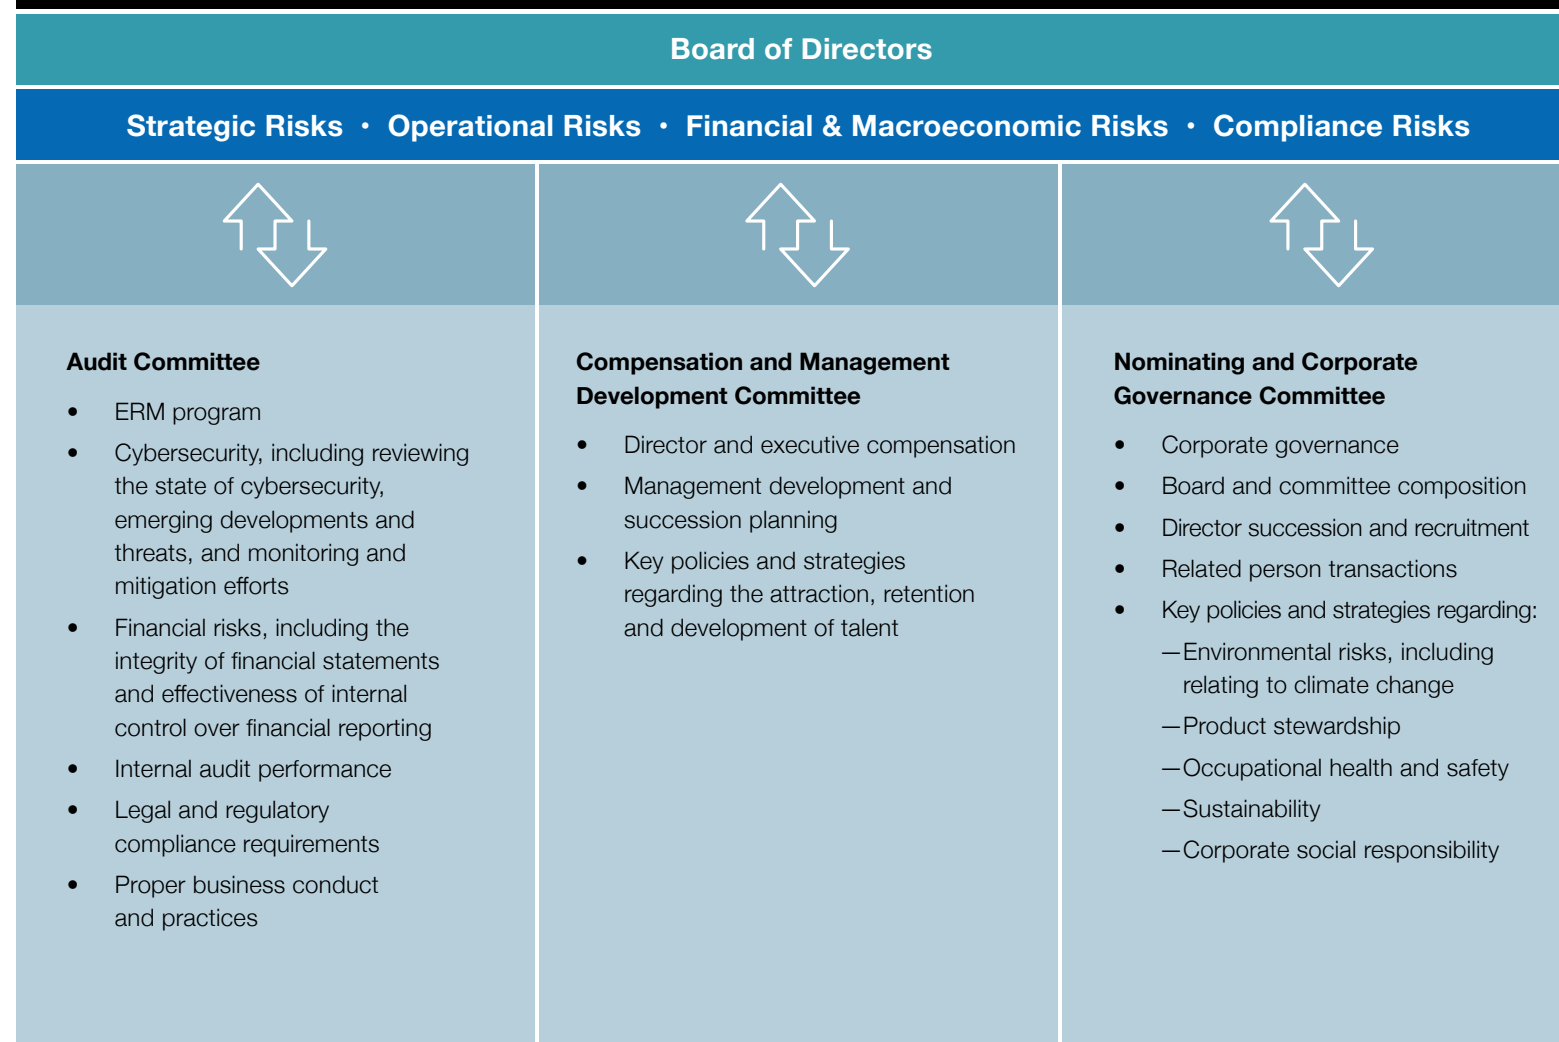 Board of Directors
Strategic Risks • Operational Risks • Financial & Macroeconomic Risks • Compliance Risks
Audit Committee
• ERM program
• Cybersecurity, including reviewing
the state of cybersecurity,
emerging developments and
threats, and monitoring and
mitigation efforts
• Financial risks, including the
integrity of financial statements
and effectiveness of internal
control over financial reporting
• Internal audit performance
• Legal and regulatory
compliance requirements
• Proper business conduct
and practices
Compensation and Management
Development Committee
• Director and executive compensation
• Management development and
succession planning
• Key policies and strategies
regarding the attraction, retention
and development of talent
Nominating and Corporate
Governance Committee
• Corporate governance
• Board and committee composition
• Director succession and recruitment
• Related person transactions
• Key policies and strategies regarding:
—Environmental risks, including
relating to climate change
—Product stewardship
—Occupational health and safety
—Sustainability
—Corporate social responsibility